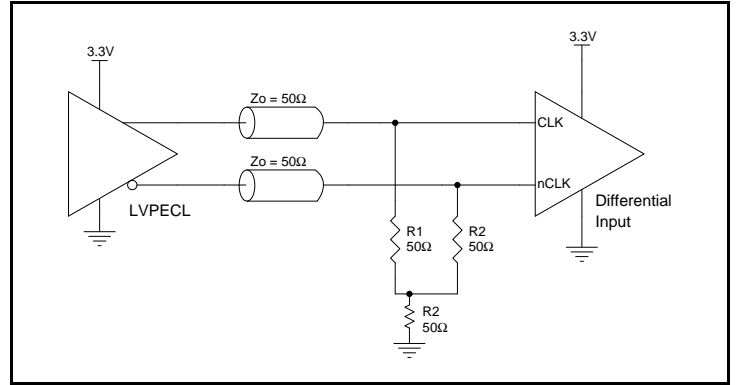 3.3V
3.3V
Zo = 50Ω
CLK
Zo = 50Ω
nCLK
LVPECL
Differential
Input
R1
50Ω
R2
50Ω
R2
50Ω